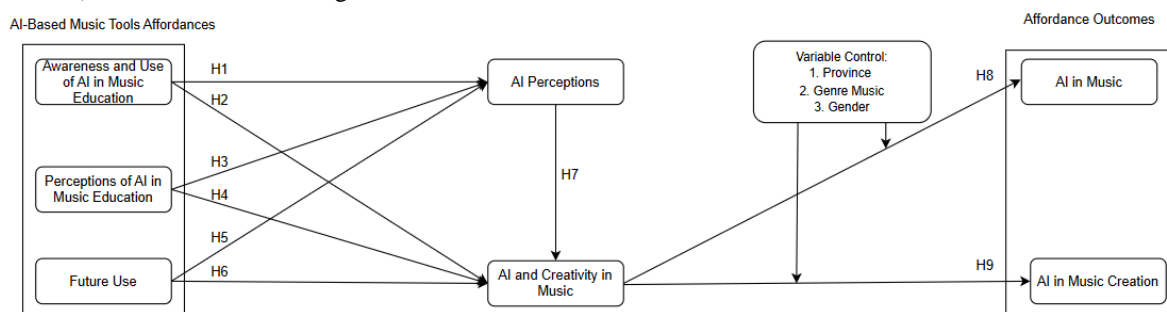 AI-Based Music Tools Affordances
Affordance Outcomes
Awareness and Use
of AI in Music
Education
H1
H2
AI Perceptions
Variable Control:
1. Province
2. Genre Music
3. Gender
H8
AI in Music
Perceptions of AI in
Music Education
H3
H4
H7
Future Use
H5
H6
AI and Creativity in
Music
H9
AI in Music Creation